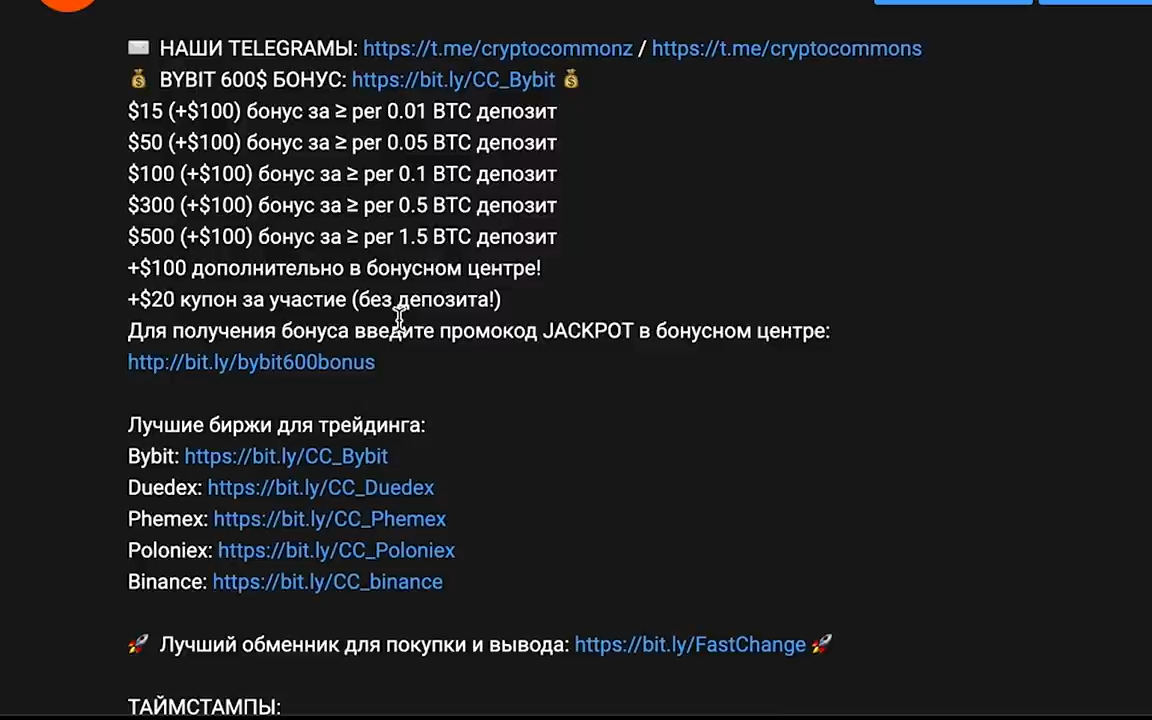 ✉️ НАШИ TELEGRAMЫ: https://t.me/cryptocommonz / https://t.me/cryptocommons
💰 BYBIT 600$ БОНУС: https://bit.ly/CC_Bybit 💰
$15 (+$100) бонус за ≥ per 0.01 BTC депозит
$50 (+$100) бонус за ≥ per 0.05 BTC депозит
$100 (+$100) бонус за ≥ per 0.1 BTC депозит
$300 (+$100) бонус за ≥ per 0.5 BTC депозит
$500 (+$100) бонус за ≥ per 1.5 BTC депозит
+$100 дополнительно в бонусном центре!
+$20 купон за участие (без депозита!)
Для получения бонуса введите промокод JACKPOT в бонусном центре:
http://bit.ly/bybit600bonus
Лучшие биржи для трейдинга:
Bybit: https://bit.ly/CC_Bybit
Duedex: https://bit.ly/CC_Duedex
Phemex: https://bit.ly/CC_Phemex
Poloniex: https://bit.ly/CC_Poloniex
Binance: https://bit.ly/CC_binance
🚀 Лучший обменник для покупки и вывода: https://bit.ly/FastChange 🚀
ТАЙМСТАМПЫ: